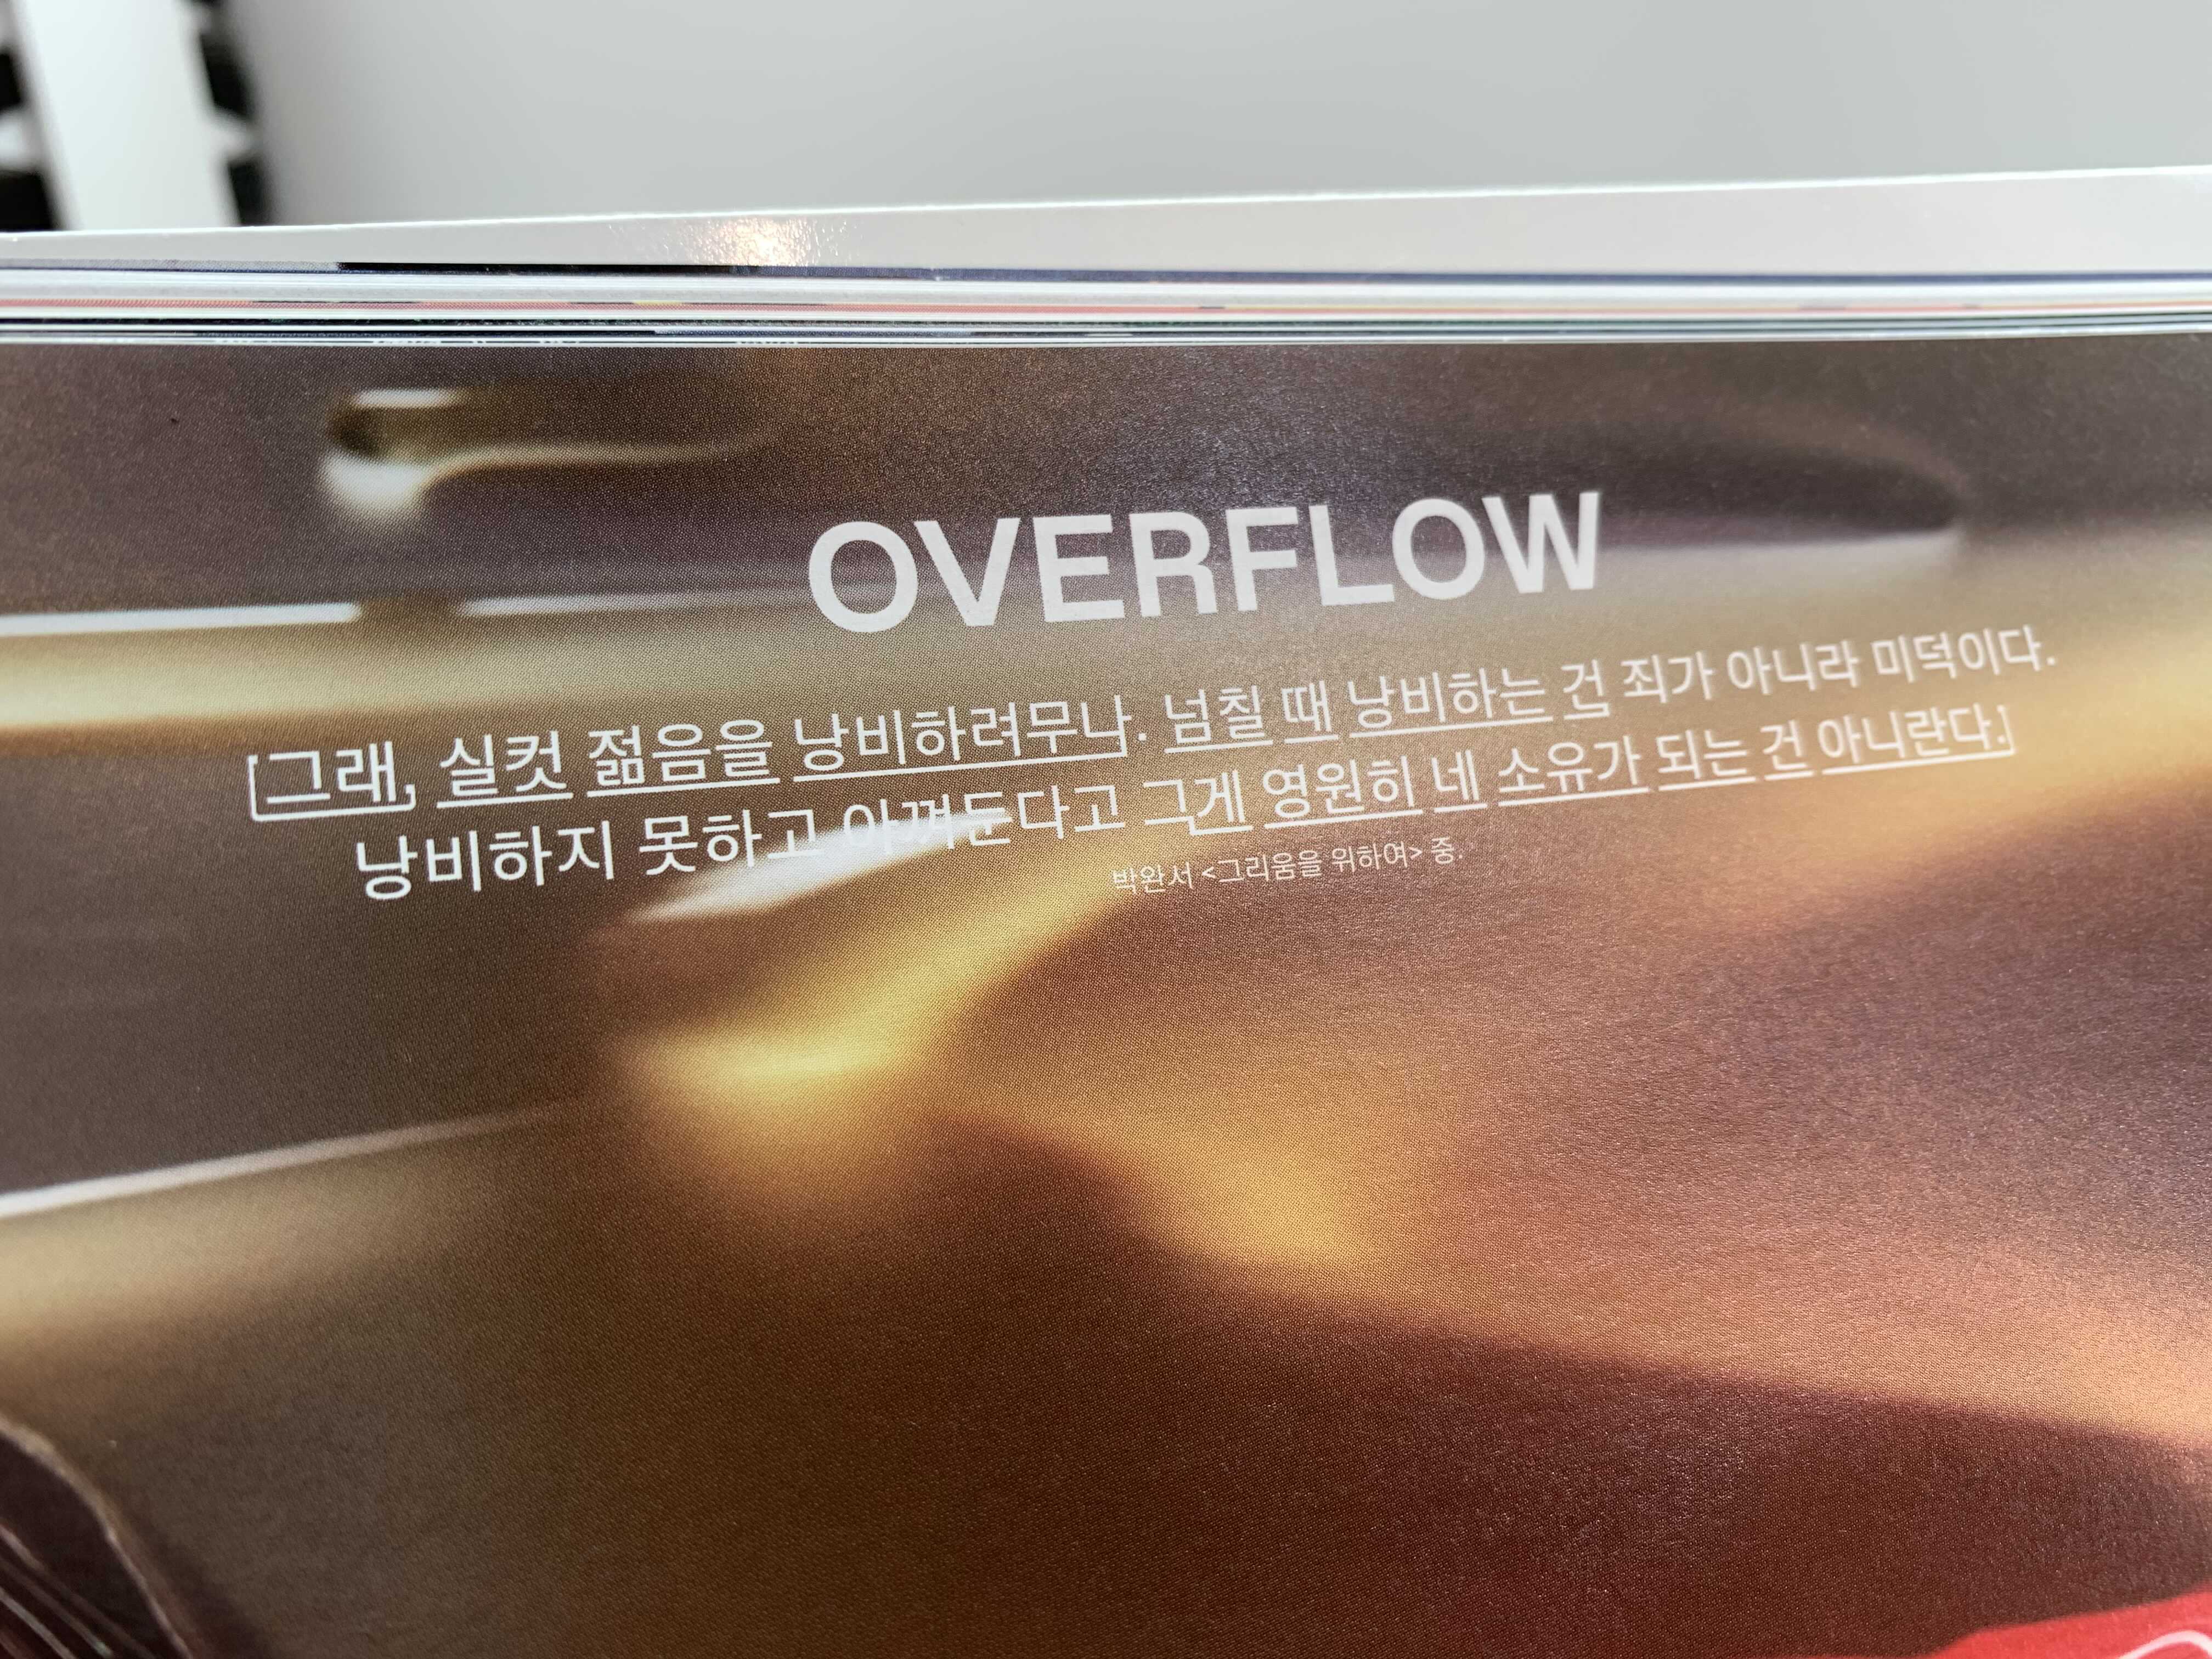 OVERFLOW
「그래, 실컷 젊음을 낭비하려무나. 넘칠 때 낭비하는 건 죄가 아니라 미덕이다.
낭비하지 못하고 아껴둔다고 그게 영원히 네 소유가 되는 건 아니란다.」
박완서 <그리움을 위하여> 중.